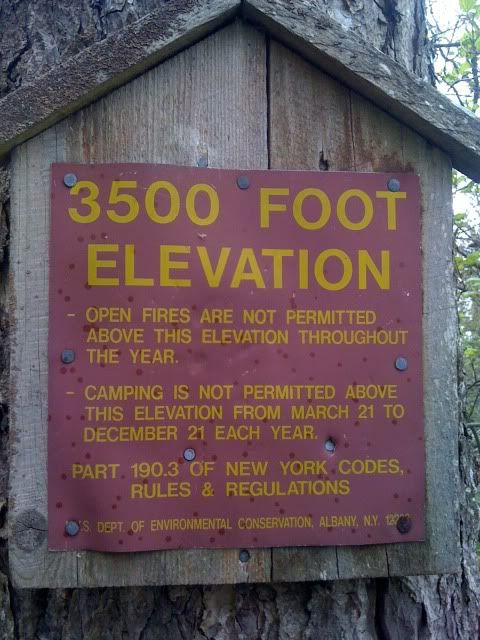 3500 FOOT
ELEVATION
- OPEN FIRES ARE NOT PERMITTED
ABOVE THIS ELEVATION THROUGHOUT
THE YEAR.
- CAMPING IS NOT PERMITTED ABOVE
THIS ELEVATION FROM MARCH 21 TO
DECEMBER 21 EACH YEAR.
PART 190.3 OF NEW YORK CODES,
RULES & REGULATIONS
DEPT. OF ENVIRONMENTAL CONSERVATION, ALBANY, N.Y.